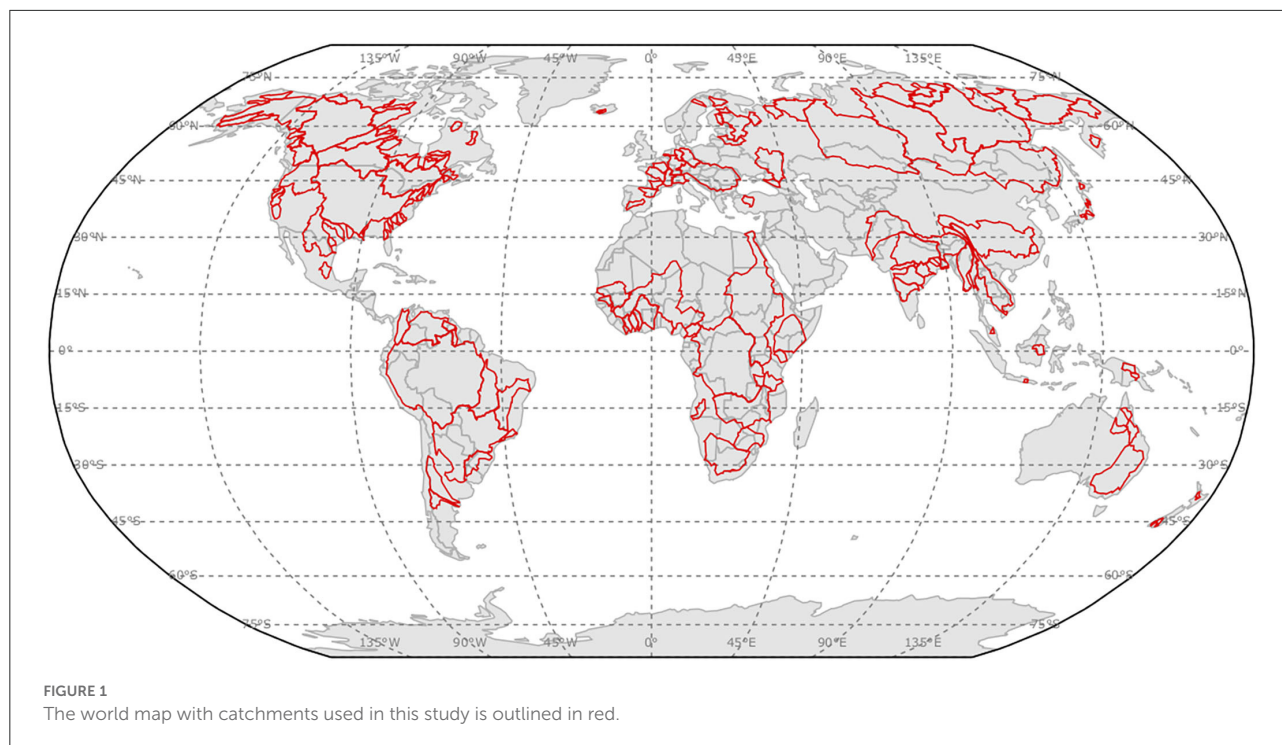 135°W 90°W 45°W 0° 45°E 90°E 135°E
75°N 75°N
60°N 60°N
45°N 45°N
30°N 30°N
15°N 15°N
0° 0°
15°S 15°S
30°S 30°S
45°S 45°S
60°S 60°S
75°S 75°S
135°W 90°W 45°W 0° 45°E 90°E 135°E
FIGURE 1
The world map with catchments used in this study is outlined in red.